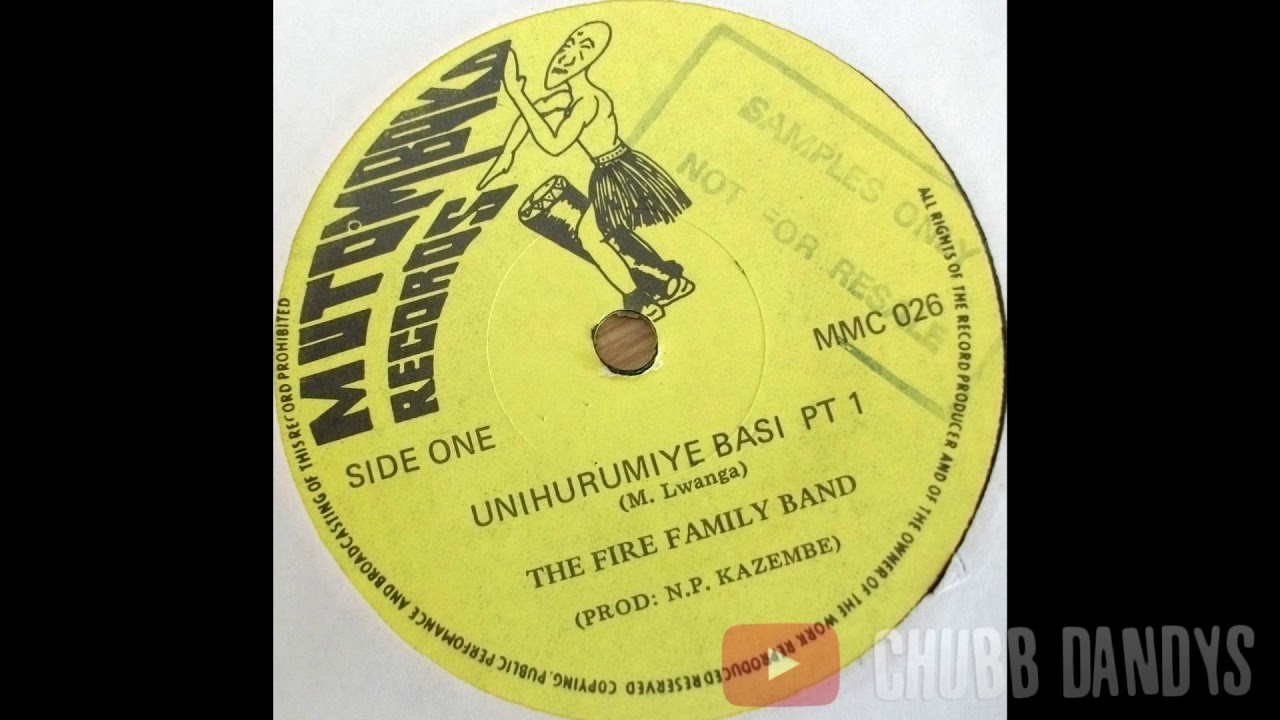 MUTOMBOKO
RECORDS
SAMPLES ONLY
NOT FOR RESALE
MMC 026
SIDE ONE
UNIHURUMIYE BASI PT 1
(M. Lwanga)
THE FIRE FAMILY BAND
(PROD: N.P. KAZEMBE)
ALL RIGHTS OF THE RECORD PRODUCER AND OF THE OWNER OF THE WORK REPRODUCED RESERVED COPYING, PUBLIC PERFOMANCE AND BROADCASTING OF THIS RECORD PROHIBITED
CHUBB DANDYS